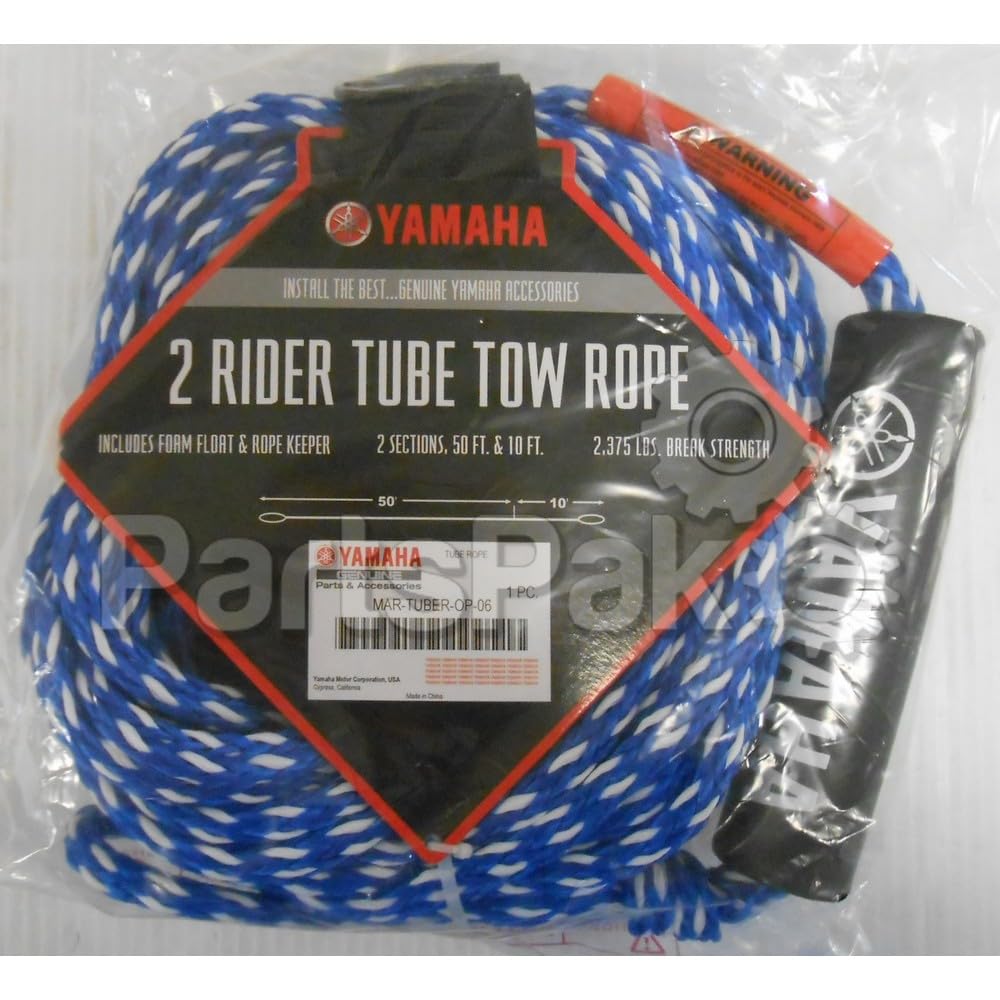 WARNING
YAMAHA
INSTALL THE BEST...GENUINE YAMAHA ACCESSORIES
2 RIDER TUBE TOW ROPE
INCLUDES FOAM FLOAT & ROPE KEEPER
2 SECTIONS, 50 FT. & 10 FT.
2,375 LBS. BREAK STRENGTH
50'
10'
YAMAHA
TUBE ROPE
GENUINE
Parts & Accessories
1 PC.
MAR-TUBER-OP-06
Yamaha Motor Corporation, USA
Cypress, California
Made in China
YAMAHA
PartsPak